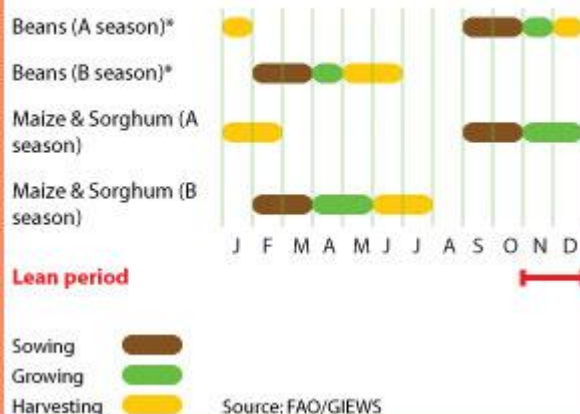 Beans (A season)*
Beans (B season)*
Maize & Sorghum (A
season)
Maize & Sorghum (B
season)
J F M A M J J A S O N D
Lean period
Sowing
Growing
Harvesting
Source: FAO/GIEWS